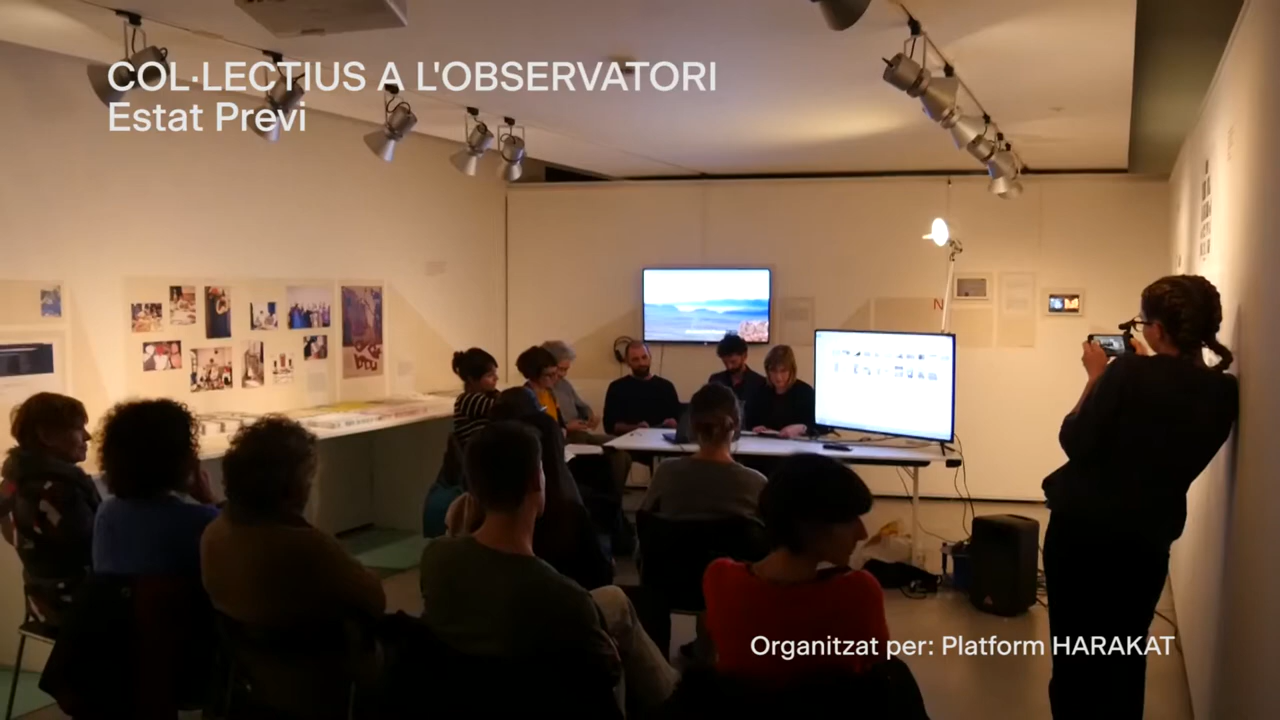 COL·LECTIUS A L'OBSERVATORI
Estat Previ
N
Organitzat per: Platform HARAKAT